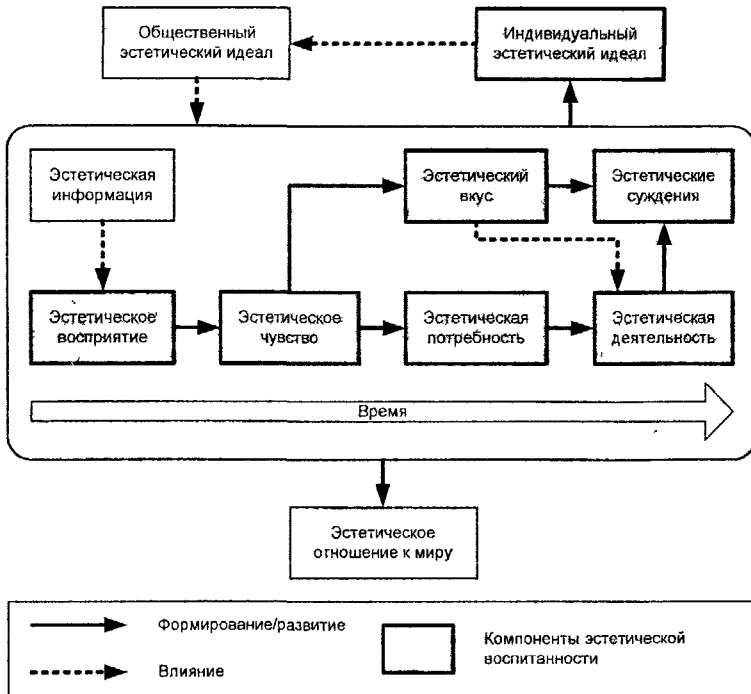 Общественный
эстетический идеал
Индивидуальный
эстетический идеал
Эстетическая
информация
Эстетический
вкус
Эстетические
суждения
Эстетическое
восприятие
Эстетическое
чувство
Эстетическая
потребность
Эстетическая
деятельность
Время
Эстетическое
отношение к миру
Формирование/развитие
Влияние
Компоненты эстетической
воспитанности